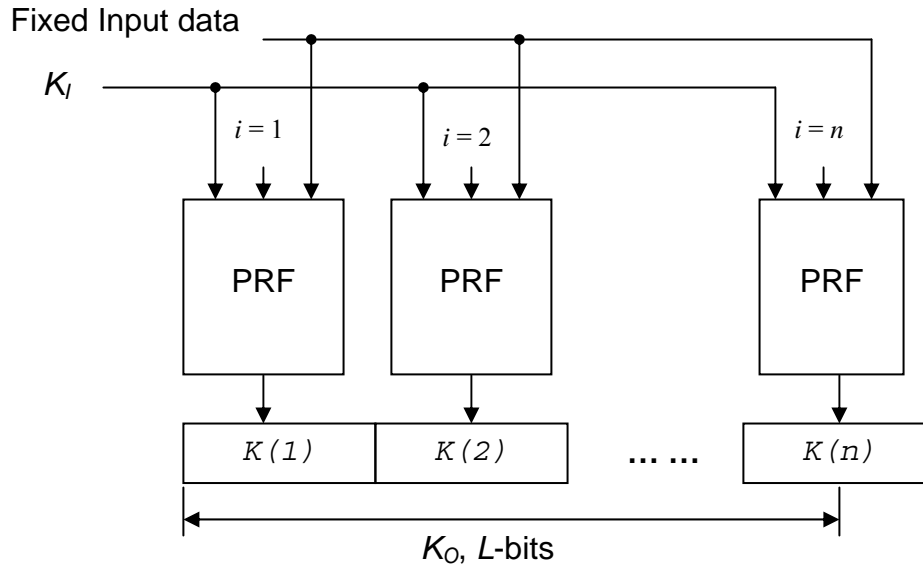 Fixed Input data
K_I
i = 1
i = 2
i = n
PRF
PRF
PRF
K(1)
K(2)
... ...
K(n)
K_O, L-bits